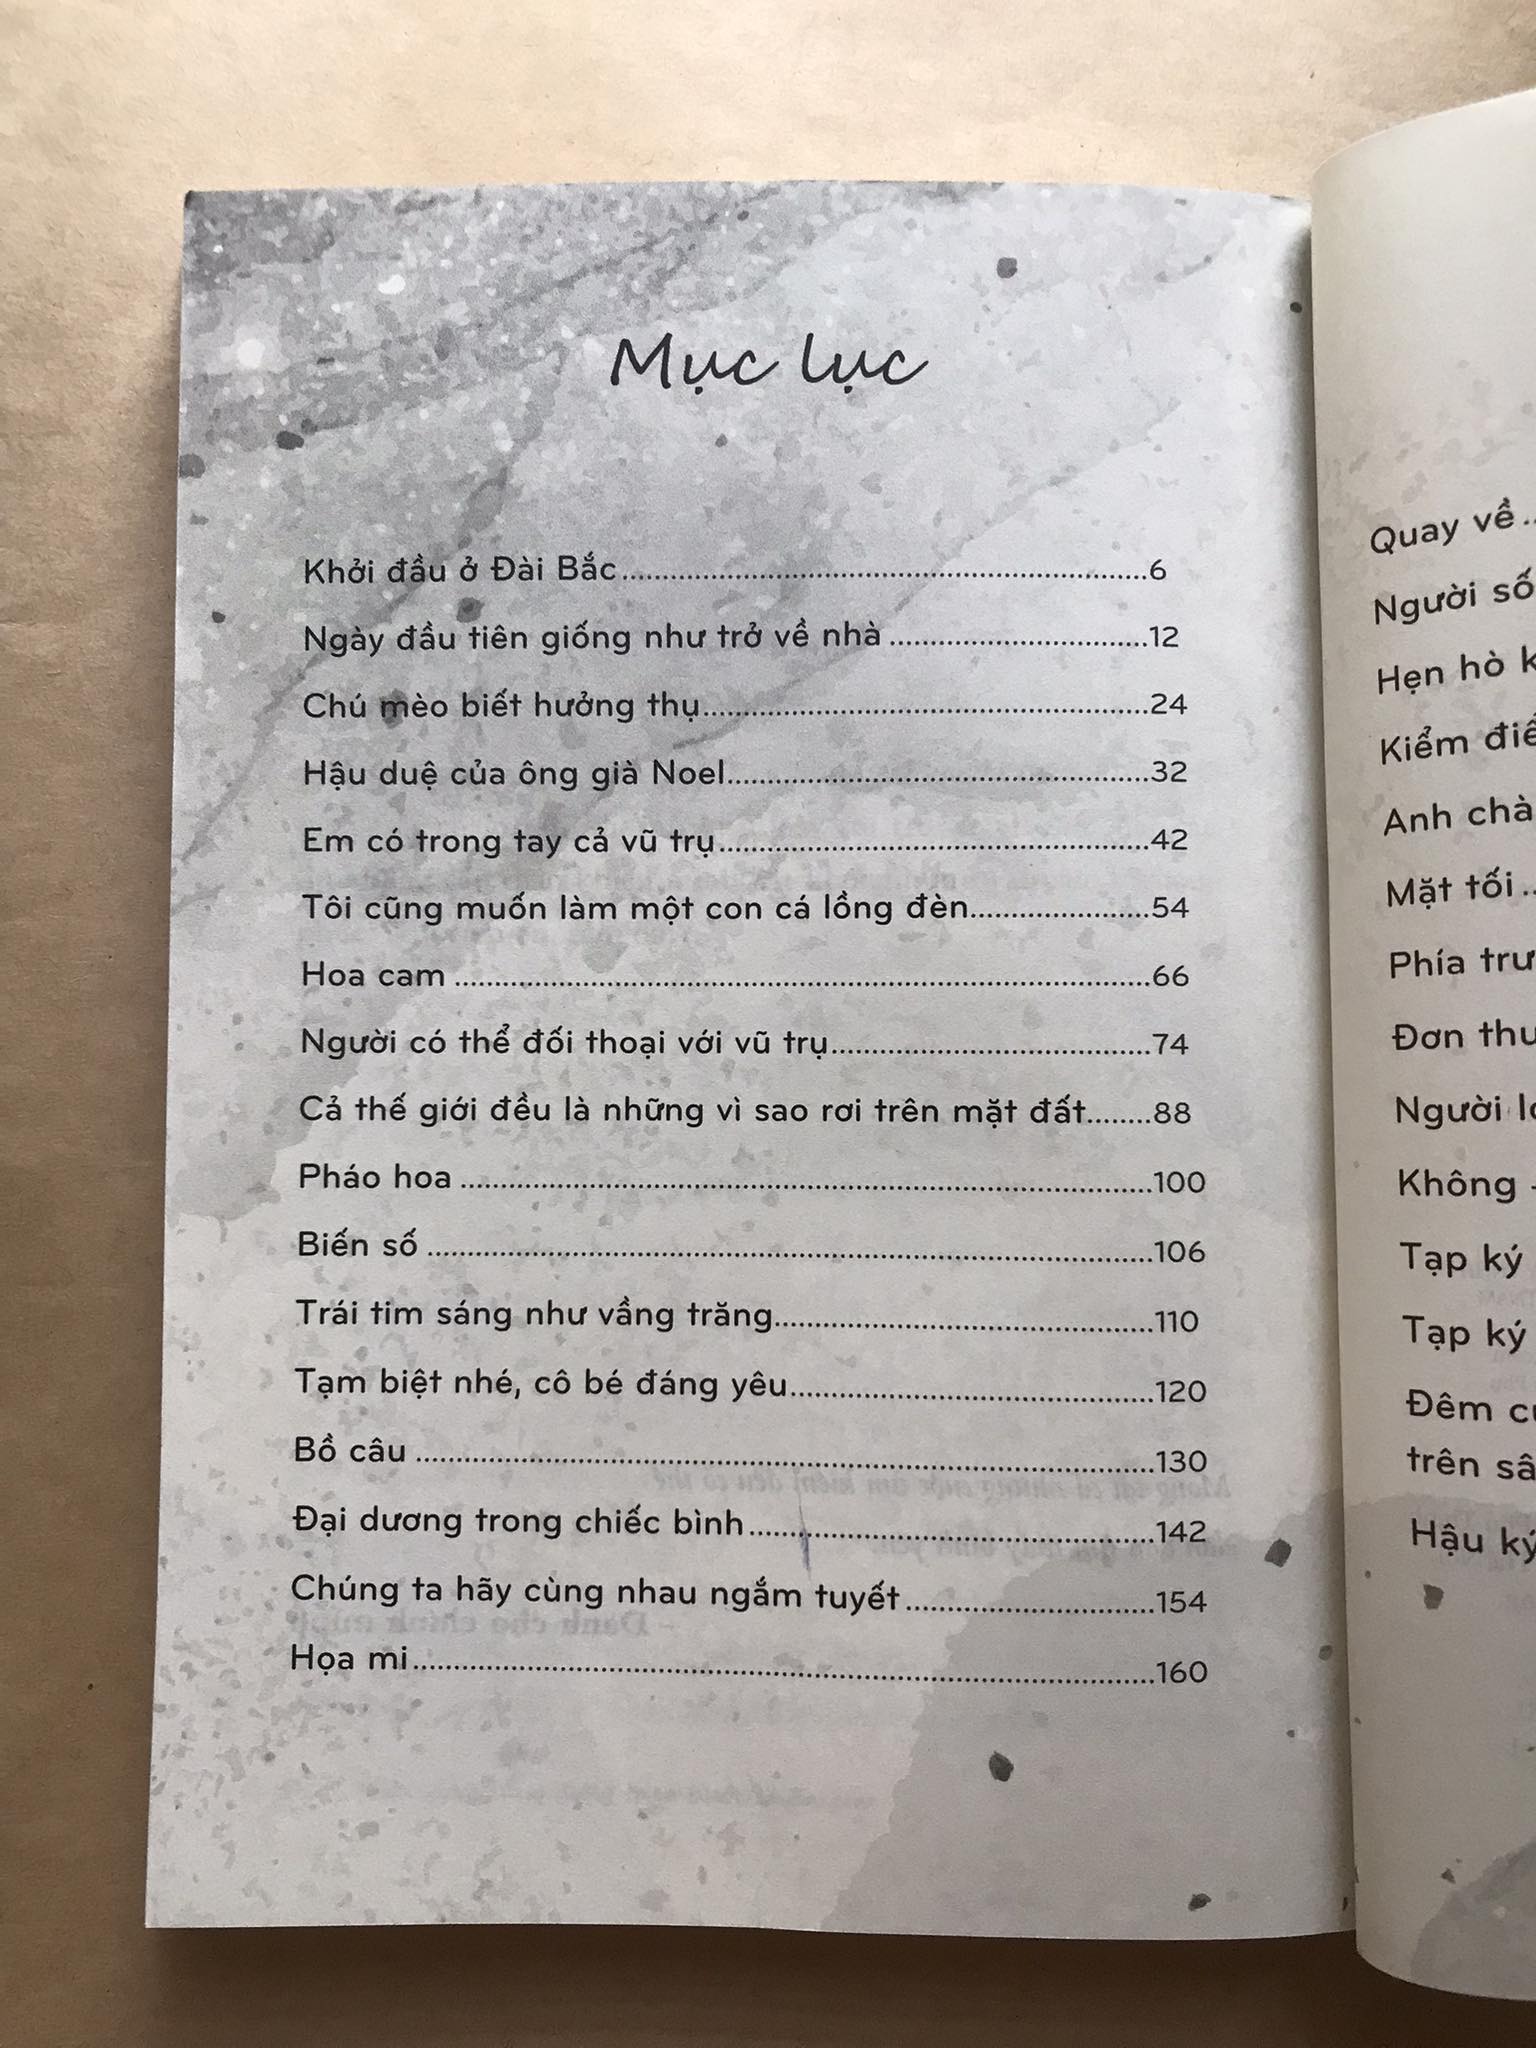 Mục lục
Khởi đầu ở Đài Bắc..........6
Ngày đầu tiên giống như trở về nhà..........12
Chú mèo biết hưởng thụ..........24
Hậu duệ của ông già Noel..........32
Em có trong tay cả vũ trụ..........42
Tôi cũng muốn làm một con cá lồng đèn..........54
Hoa cam..........66
Người có thể đối thoại với vũ trụ..........74
Cả thế giới đều là những vì sao rơi trên mặt đất........88
Pháo hoa..........100
Biến số..........106
Trái tim sáng như vầng trăng..........110
Tạm biệt nhé, cô bé đáng yêu..........120
Bồ câu..........130
Đại dương trong chiếc bình..........142
Chúng ta hãy cùng nhau ngắm tuyết..........154
Họa mi..........160
Quay về..
Người số
Hẹn hò
Kiểm
Anh chà
Mặt tối..
Phía
Đơn
Người
Không
Tạp ký
Tạp ký
Đêm
trên
Hậu ký